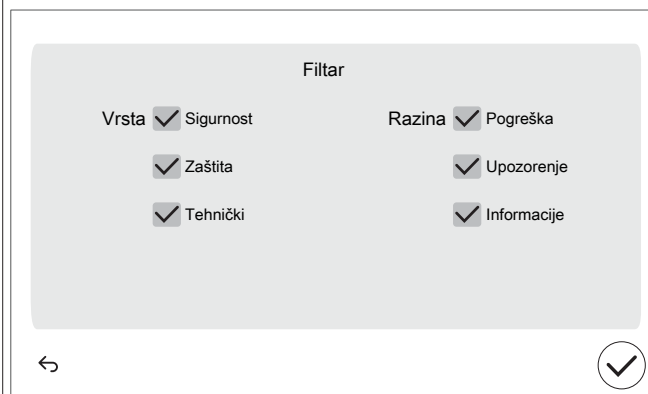 Filtar
Vrsta Sigurnost Razina Pogreška
Zaštita Upozorenje
Tehnički Informacije